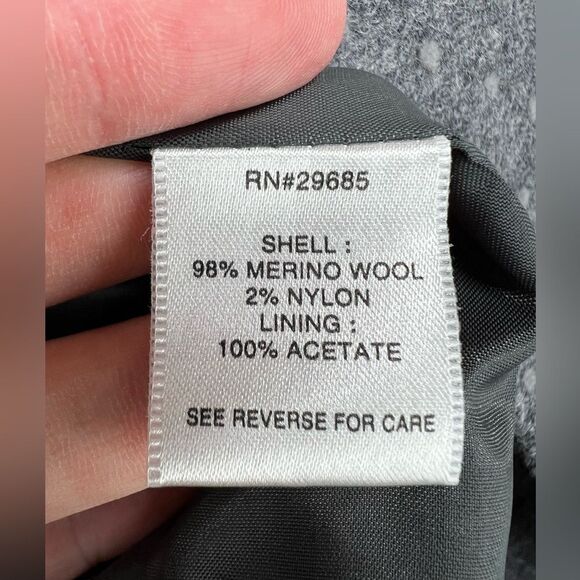 RN#29685
SHELL :
98% MERINO WOOL
2% NYLON
LINING :
100% ACETATE
SEE REVERSE FOR CARE